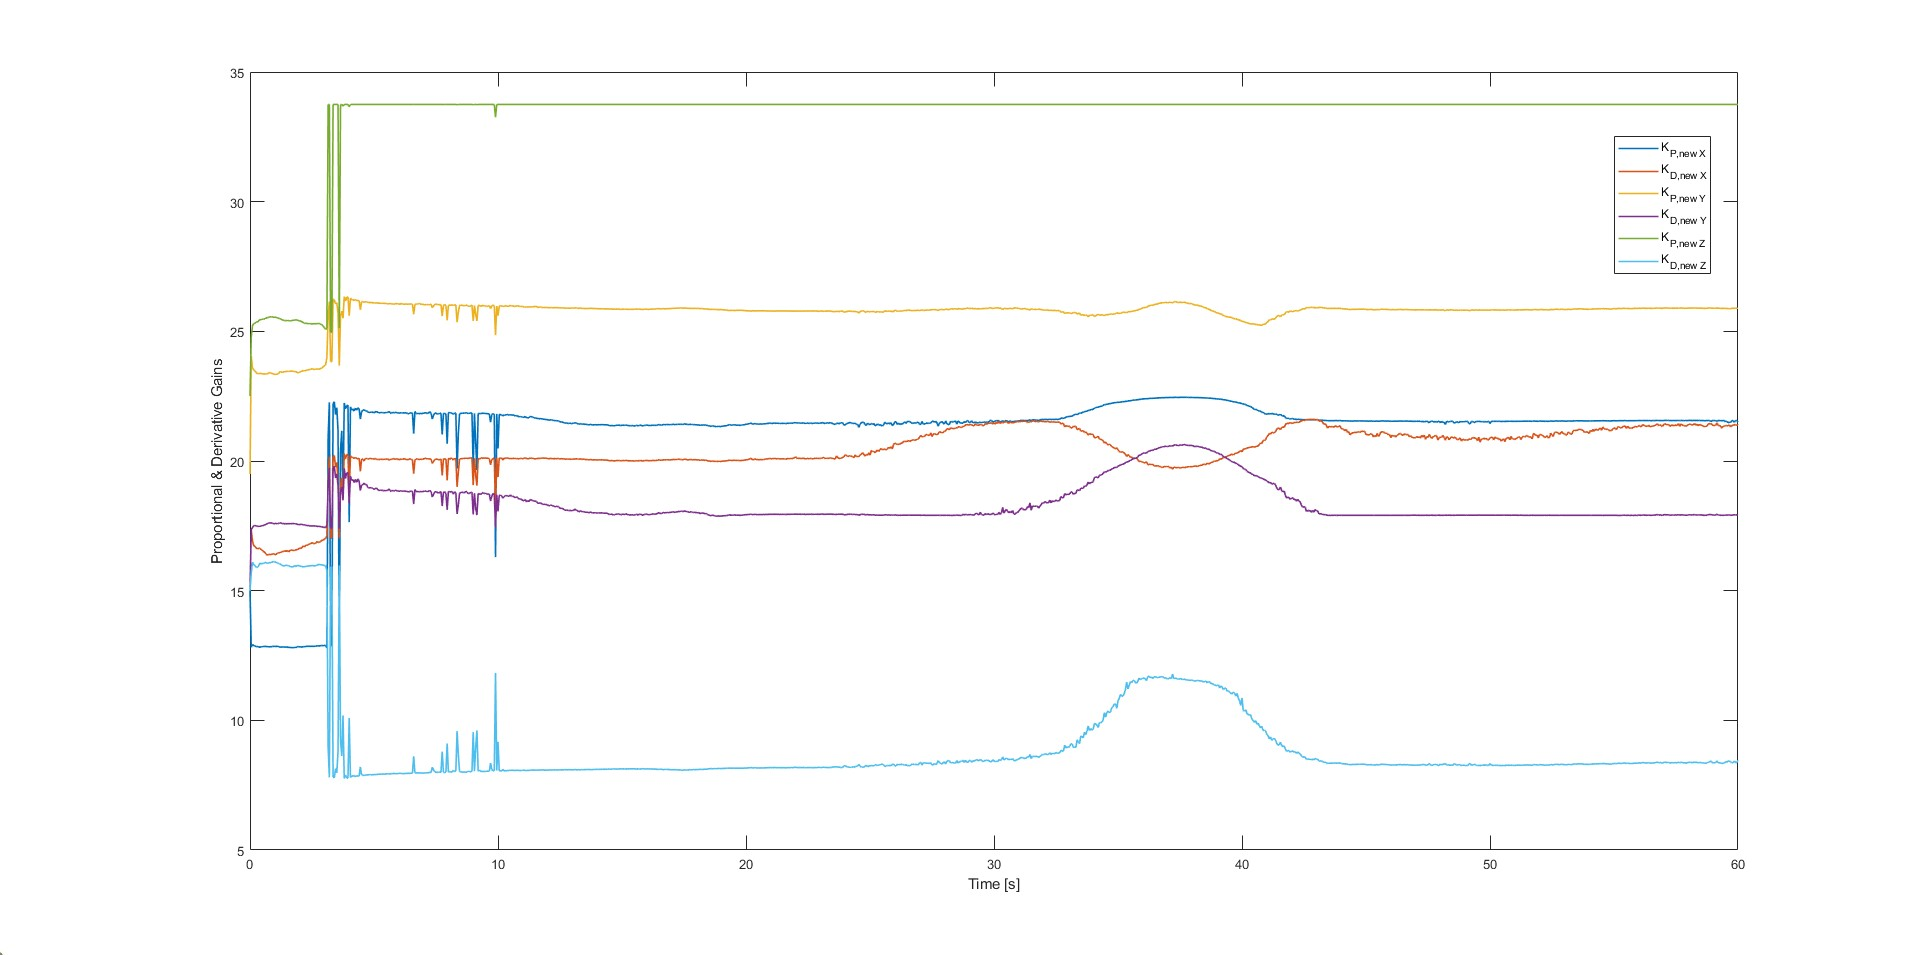 35
30
25
20
15
10
5
0
10
20
30
40
50
60
Proportional & Derivative Gains
Time [s]
K_P,new X
K_D,new X
K_P,new Y
K_D,new Y
K_P,new Z
K_D,new Z